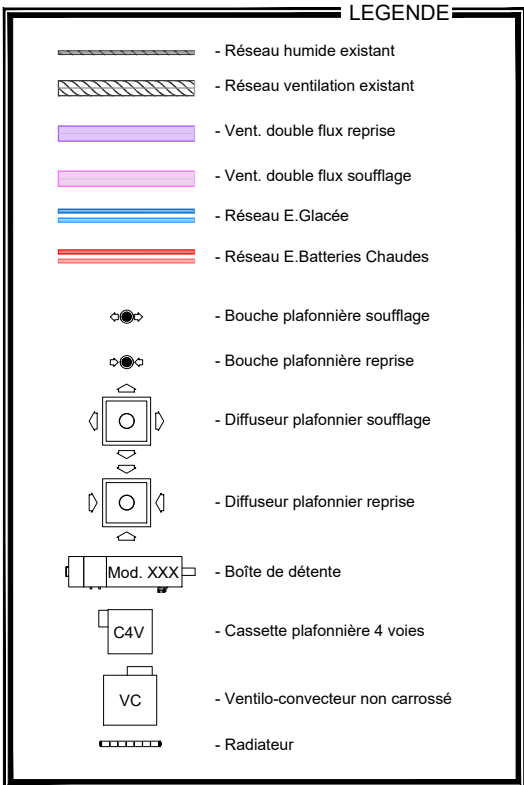 LEGENDE
- Réseau humide existant
- Réseau ventilation existant
- Vent. double flux reprise
- Vent. double flux soufflage
- Réseau E.Glacée
- Réseau E.Batteries Chaudes
- Bouche plafonnière soufflage
- Bouche plafonnière reprise
- Diffuseur plafonnier soufflage
- Diffuseur plafonnier reprise
Mod. XXX - Boîte de détente
C4V - Cassette plafonnière 4 voies
VC - Ventilo-convecteur non carrossé
- Radiateur